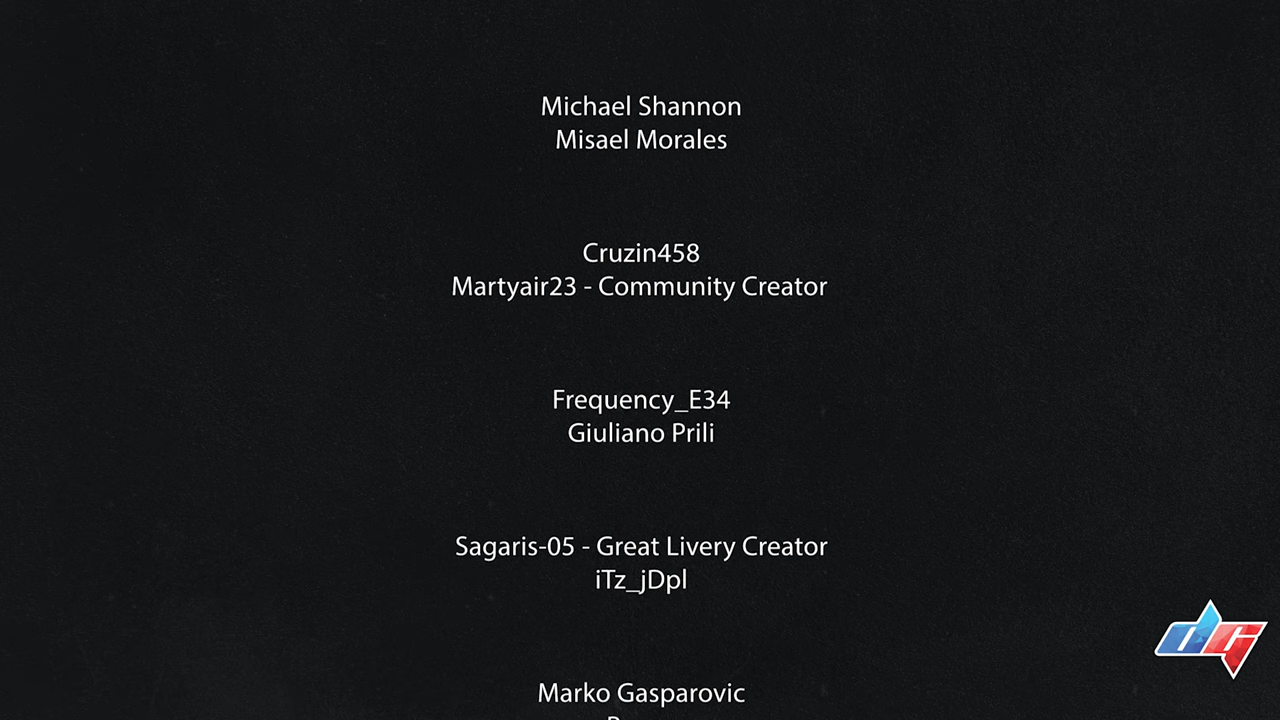 Michael Shannon
Misael Morales
Cruzin458
Martyair23 - Community Creator
Frequency_E34
Giuliano Prili
Sagaris-05 - Great Livery Creator
iTz_jDpl
Marko Gasparovic
DG